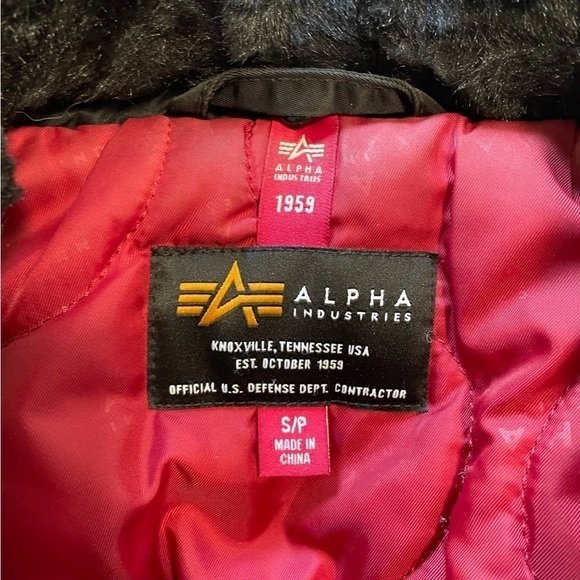 ALPHA
INDUSTRIES
1959
ALPHA
INDUSTRIES
KNOXVILLE, TENNESSEE USA
EST. OCTOBER 1959
OFFICIAL U.S. DEFENSE DEPT. CONTRACTOR
S/P
MADE IN
CHINA